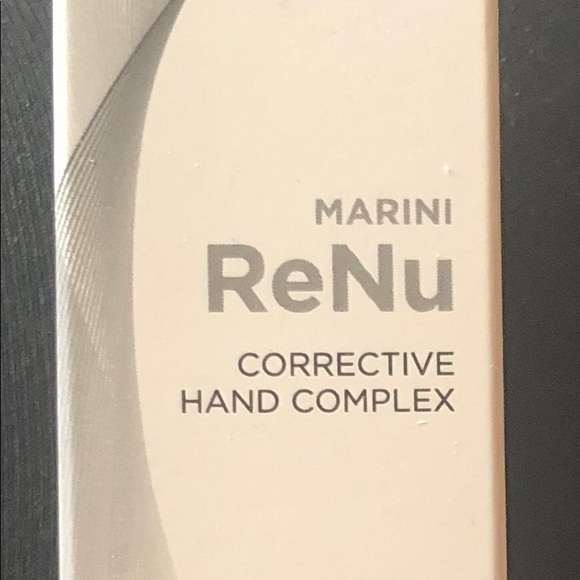 MARINI
ReNu
CORRECTIVE
HAND COMPLEX